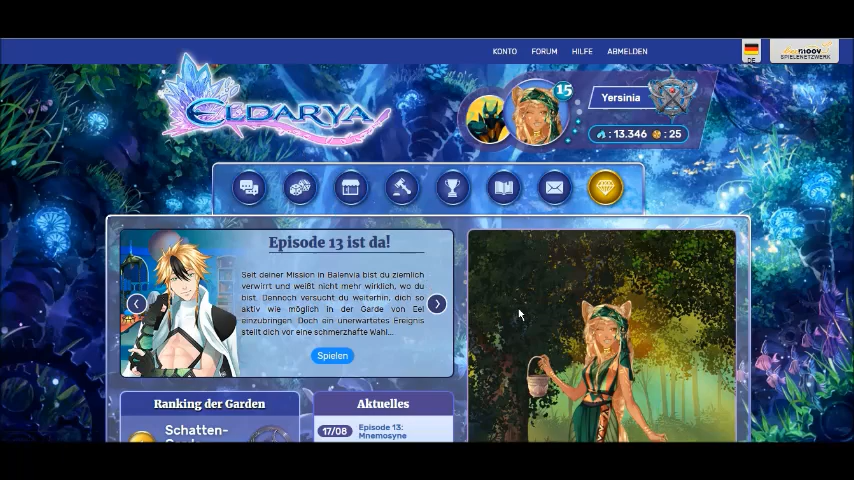 KONTO FORUM HILFE ABMELDEN
DE
SPIELENETZWERK
ELDARYA
15
Yersinia
: 13.346 : 25
Episode 13 ist da!
Seit deiner Mission in Balenvia bist du ziemlich
verwirrt und weißt nicht mehr wirklich, wo du
bist. Dennoch versucht du weiterhin, dich so
aktiv wie möglich in der Garde von Eel
einzubringen. Doch ein unerwartetes Ereignis
stellt dich vor eine schmerzhafte Wahl...
Spielen
Ranking der Garden
Schatten-
Aktuelles
17/08
Episode 13:
Mnemosyne